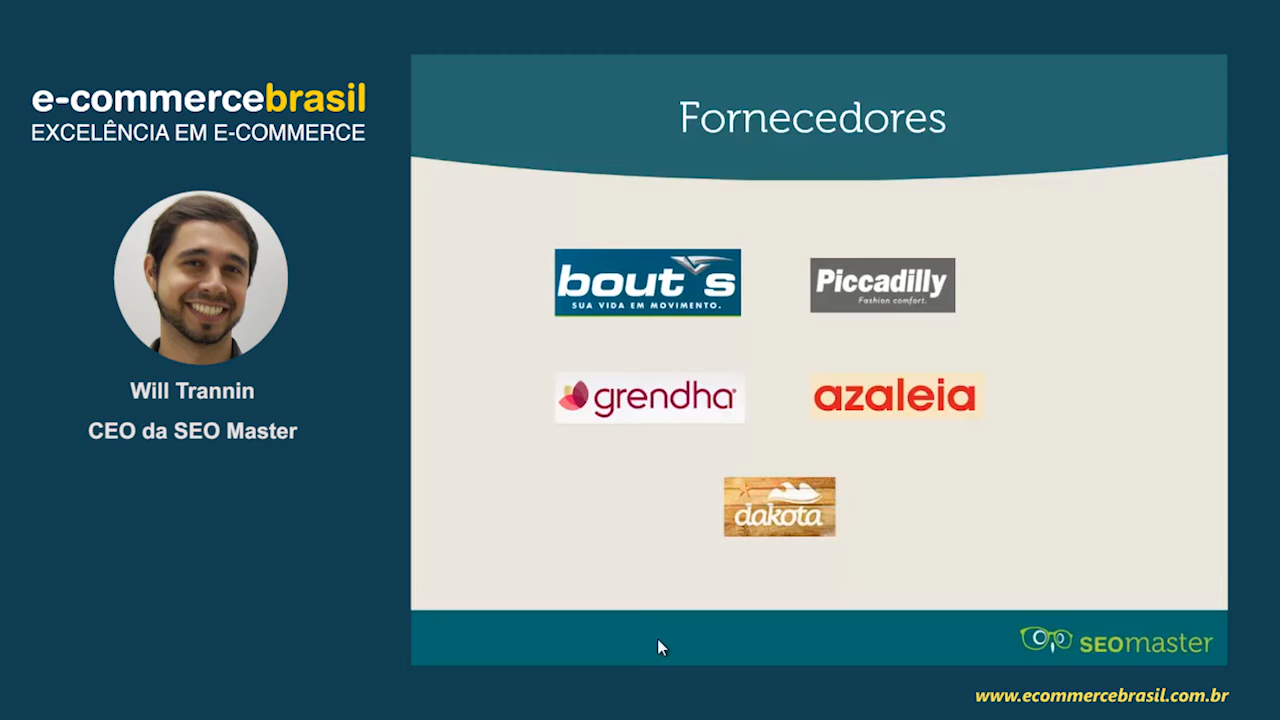 e-commercebrasil
EXCELÊNCIA EM E-COMMERCE
Will Trannin
CEO da SEO Master
Fornecedores
bout's
SUA VIDA EM MOVIMENTO.
Piccadilly
Fashion comfort.
grendha
azaleia
dakota
SEOmaster
www.ecommercebrasil.com.br